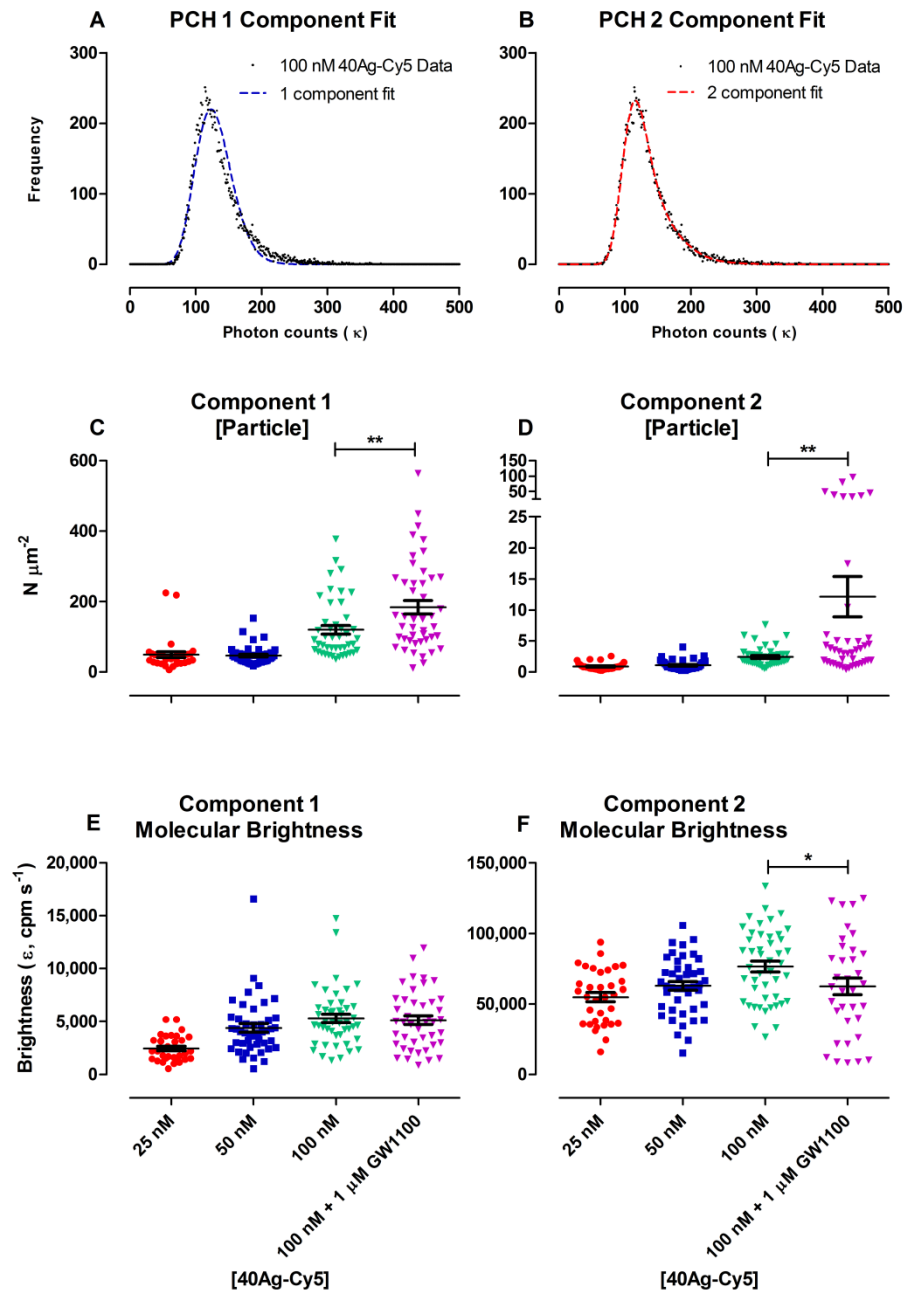 A PCH 1 Component Fit
B PCH 2 Component Fit
300
200
100
0
Frequency
100 nM 40Ag-Cy5 Data
1 component fit
0 100 200 300 400 500
Photon counts ( κ)
300
200
100
0
100 nM 40Ag-Cy5 Data
2 component fit
0 100 200 300 400 500
Photon counts ( κ)
C
Component 1
[Particle]
**
600
400
200
0
N μm-2
D
Component 2
[Particle]
**
150
100
50
25
20
15
10
5
0
E
Component 1
Molecular Brightness
20,000
15,000
10,000
5,000
0
Brightness ( ε, cpm s-1)
25 nM
50 nM
100 nM
100 nM + 1 μM GW1100
[40Ag-Cy5]
F
Component 2
Molecular Brightness
*
150,000
100,000
50,000
0
25 nM
50 nM
100 nM
100 nM + 1 μM GW1100
[40Ag-Cy5]